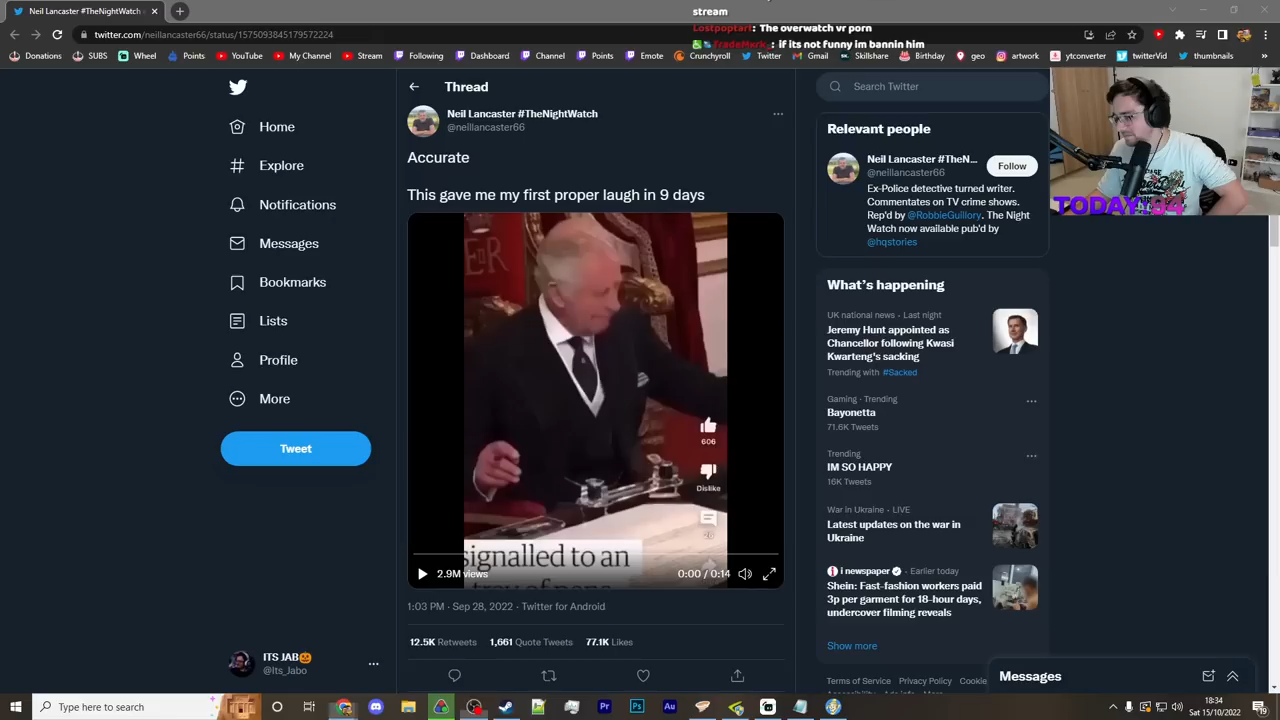 Neil Lancaster #TheNightWatch
stream
Lostpoptart: The overwatch vr porn
TradeMxrk_: if its not funny im bannin him
twitter.com/neillancaster66/status/1575093845179572224
Donations
CBS
Wheel
Points
YouTube
My Channel
Stream
Following
Dashboard
Channel
Points
Emote
Crunchyroll
Twitter
Gmail
Skillshare
Birthday
geo
artwork
ytconverter
twitterVid
thumbnails
Home
Explore
Notifications
Messages
Bookmarks
Lists
Profile
More
Tweet
ITS JAB🎃
@Its_Jabo
Thread
Neil Lancaster #TheNightWatch
@neillancaster66
Accurate
This gave me my first proper laugh in 9 days
606
Dislike
signalled to an
tray of pens
2.9M views
0:00 / 0:14
1:03 PM · Sep 28, 2022 · Twitter for Android
12.5K Retweets 1,661 Quote Tweets 77.1K Likes
Search Twitter
Relevant people
Neil Lancaster #TheN...
@neillancaster66
Follow
Ex-Police detective turned writer.
Commentates on TV crime shows.
Rep'd by @RobbieGuillory. The Night
Watch now available pub'd by
@hqstories
TODAY:
What's happening
UK national news · Last night
Jeremy Hunt appointed as
Chancellor following Kwasi
Kwarteng's sacking
Trending with #Sacked
Gaming · Trending
Bayonetta
71.6K Tweets
Trending
IM SO HAPPY
16K Tweets
War in Ukraine · LIVE
Latest updates on the war in
Ukraine
i newspaper · Earlier today
Shein: Fast-fashion workers paid
3p per garment for 18-hour days,
undercover filming reveals
Show more
Terms of Service Privacy Policy Cookie
Messages
Type here to search
18:34
Sat 15/10/2022